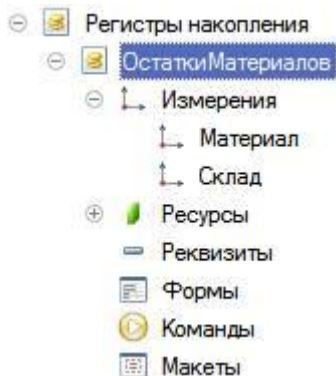 Регистры накопления
ОстаткиМатериалов
Измерения
Материал
Склад
Ресурсы
Реквизиты
Формы
Команды
Макеты